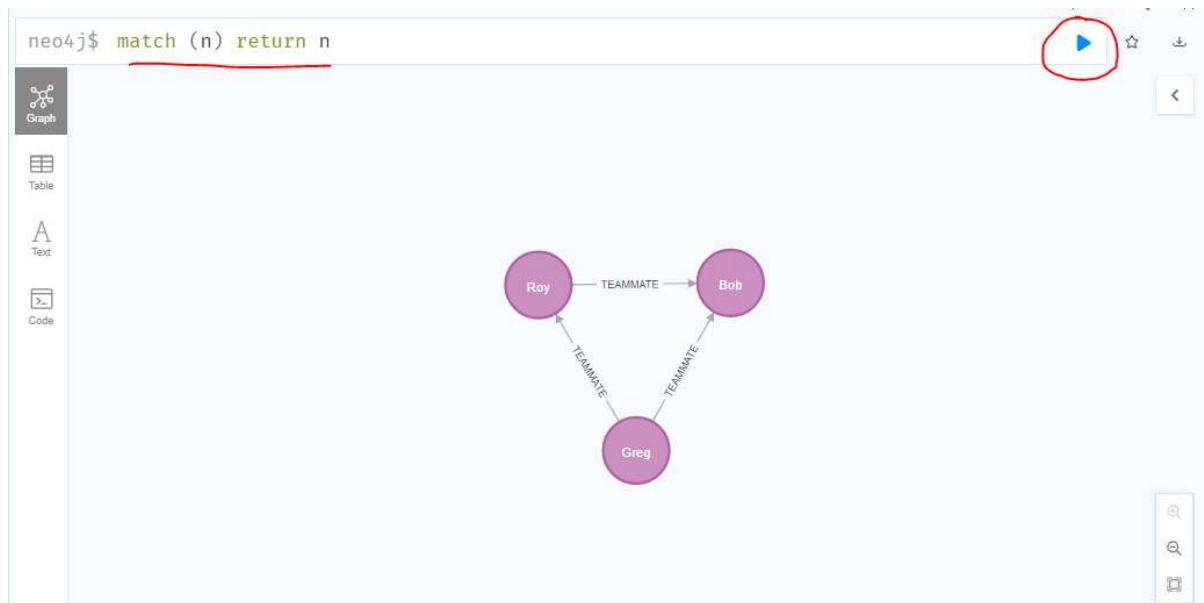 neo4j$ match (n) return n
Graph
Table
Text
Code
Roy
TEAMMATE
Bob
TEAMMATE
TEAMMATE
Greg